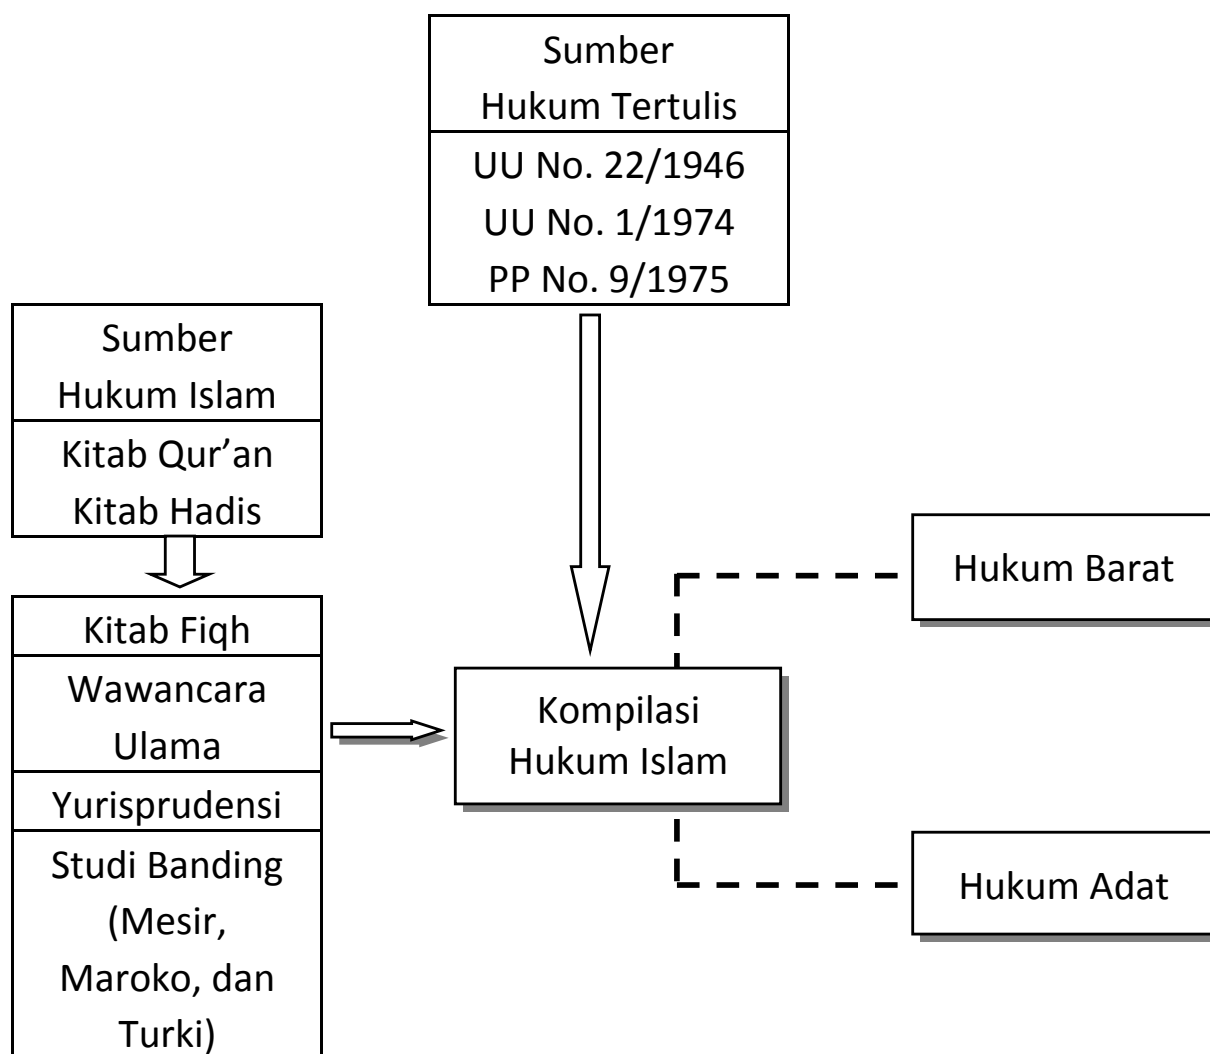 Sumber
Hukum Tertulis
UU No. 22/1946
UU No. 1/1974
PP No. 9/1975
Sumber
Hukum Islam
Kitab Qur’an
Kitab Hadis
Kitab Fiqh
Wawancara
Ulama
Yurisprudensi
Studi Banding
(Mesir,
Maroko, dan
Turki)
Kompilasi
Hukum Islam
Hukum Barat
Hukum Adat